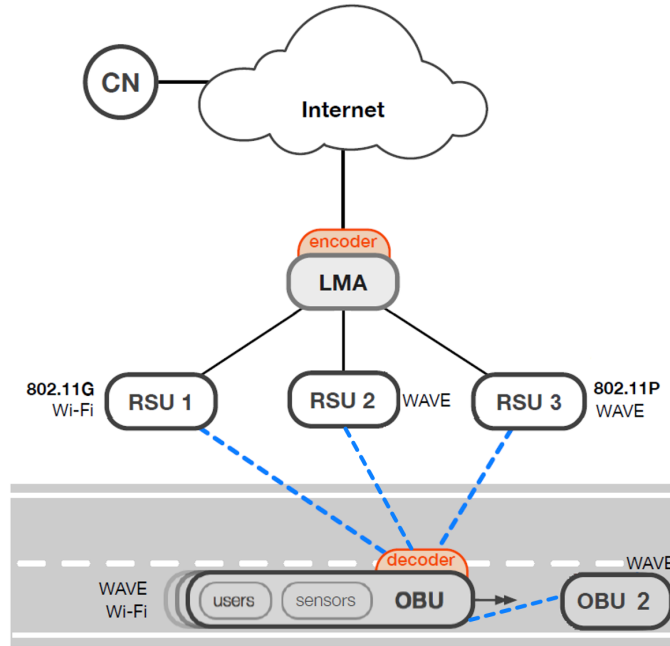 CN
Internet
encoder
LMA
802.11G
Wi-Fi
RSU 1
RSU 2
WAVE
RSU 3
802.11P
WAVE
decoder
WAVE
WAVE
Wi-Fi
users
sensors
OBU
OBU 2